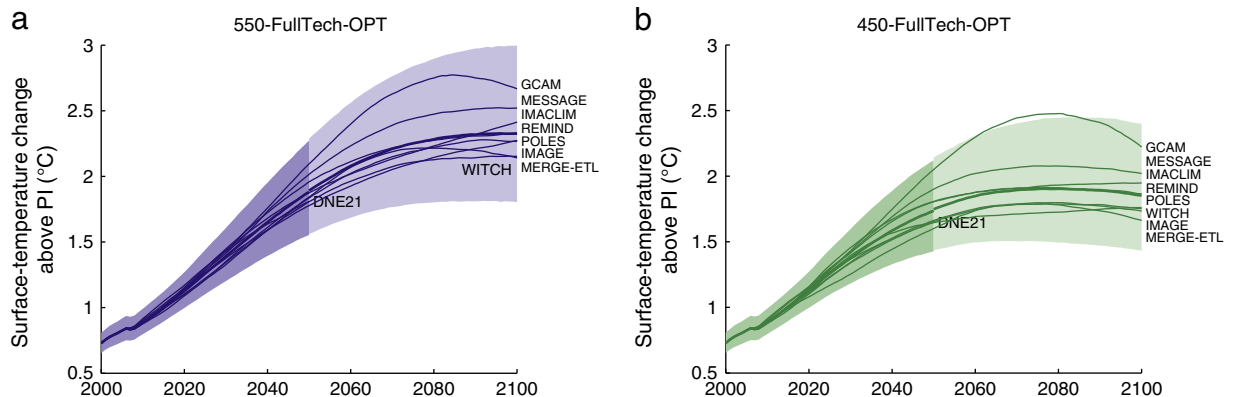 a
550-FullTech-OPT
Surface-temperature change
above PI (°C)
3
2.5
2
1.5
1
0.5
2000
2020
2040
2060
2080
2100
GCAM
MESSAGE
IMACLIM
REMIND
POLES
IMAGE
MERGE-ETL
WITCH
DNE21
b
450-FullTech-OPT
Surface-temperature change
above PI (°C)
3
2.5
2
1.5
1
0.5
2000
2020
2040
2060
2080
2100
GCAM
MESSAGE
IMACLIM
REMIND
POLES
WITCH
IMAGE
MERGE-ETL
DNE21